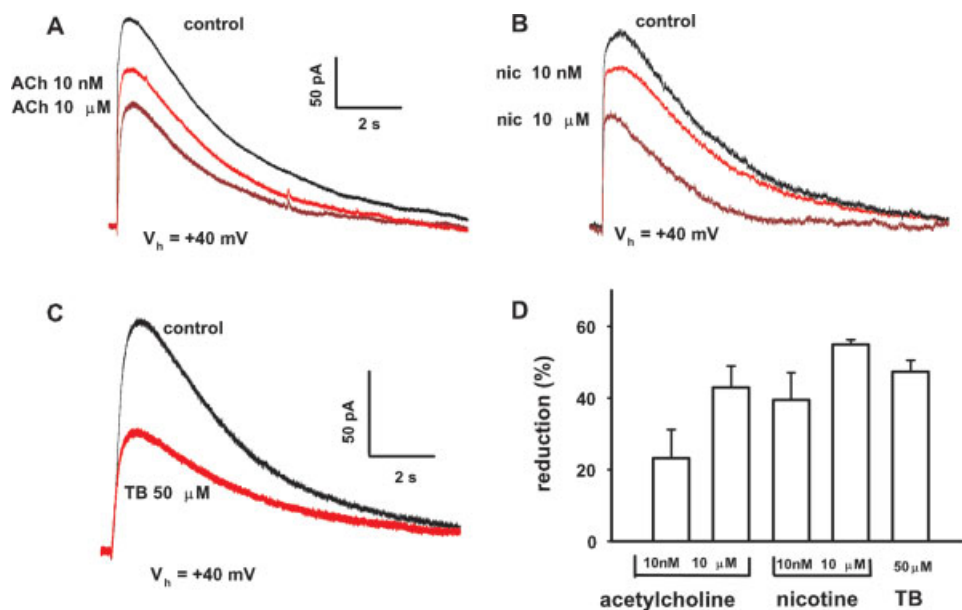 A
control
ACh 10 nM
ACh 10 μM
50 pA
2 s
V_h = +40 mV
B
control
nic 10 nM
nic 10 μM
V_h = +40 mV
C
control
50 pA
2 s
TB 50 μM
V_h = +40 mV
D
reduction (%)
60
40
20
0
10nM 10 μM 10nM 10 μM 50 μM
acetylcholine nicotine TB